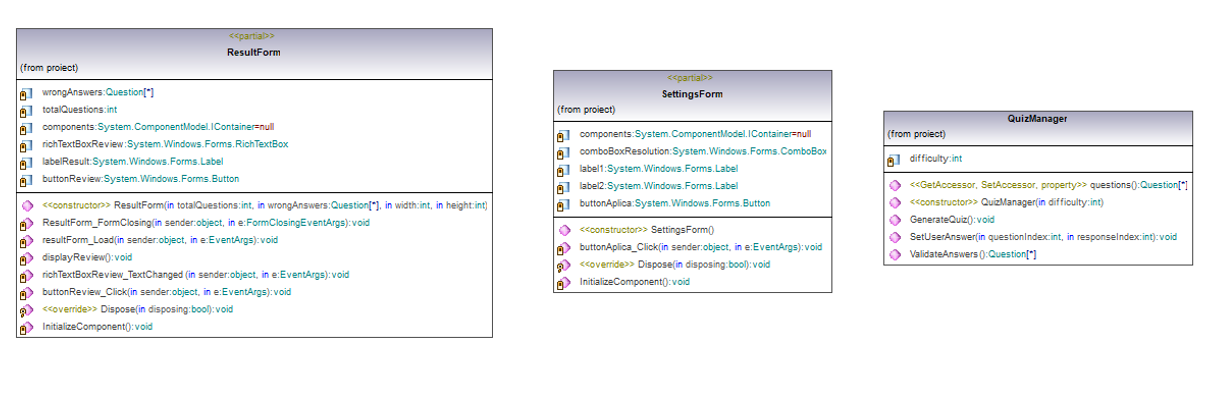 <<partial>>
ResultForm
(from proiect)
wrongAnswers:Question[*]
totalQuestions:int
components:System.ComponentModel.IContainer=null
richTextBoxReview:System.Windows.Forms.RichTextBox
labelResult:System.Windows.Forms.Label
buttonReview:System.Windows.Forms.Button
<<constructor>> ResultForm(in totalQuestions:int, in wrongAnswers:Question[*], in width:int, in height:int)
ResultForm_FormClosing(in sender:object, in e:FormClosingEventArgs):void
resultForm_Load(in sender:object, in e:EventArgs):void
displayReview():void
richTextBoxReview_TextChanged(in sender:object, in e:EventArgs):void
buttonReview_Click(in sender:object, in e:EventArgs):void
<<override>> Dispose(in disposing:bool):void
InitializeComponent():void
<<partial>>
SettingsForm
(from proiect)
components:System.ComponentModel.IContainer=null
comboBoxResolution:System.Windows.Forms.ComboBox
label1:System.Windows.Forms.Label
label2:System.Windows.Forms.Label
buttonAplica:System.Windows.Forms.Button
<<constructor>> SettingsForm()
buttonAplica_Click(in sender:object, in e:EventArgs):void
<<override>> Dispose(in disposing:bool):void
InitializeComponent():void
QuizManager
(from proiect)
difficulty:int
<<GetAccessor, SetAccessor, property>> questions():Question[*]
<<constructor>> QuizManager(in difficulty:int)
GenerateQuiz():void
SetUserAnswer(in questionIndex:int, in responseIndex:int):void
ValidateAnswers():Question[*]